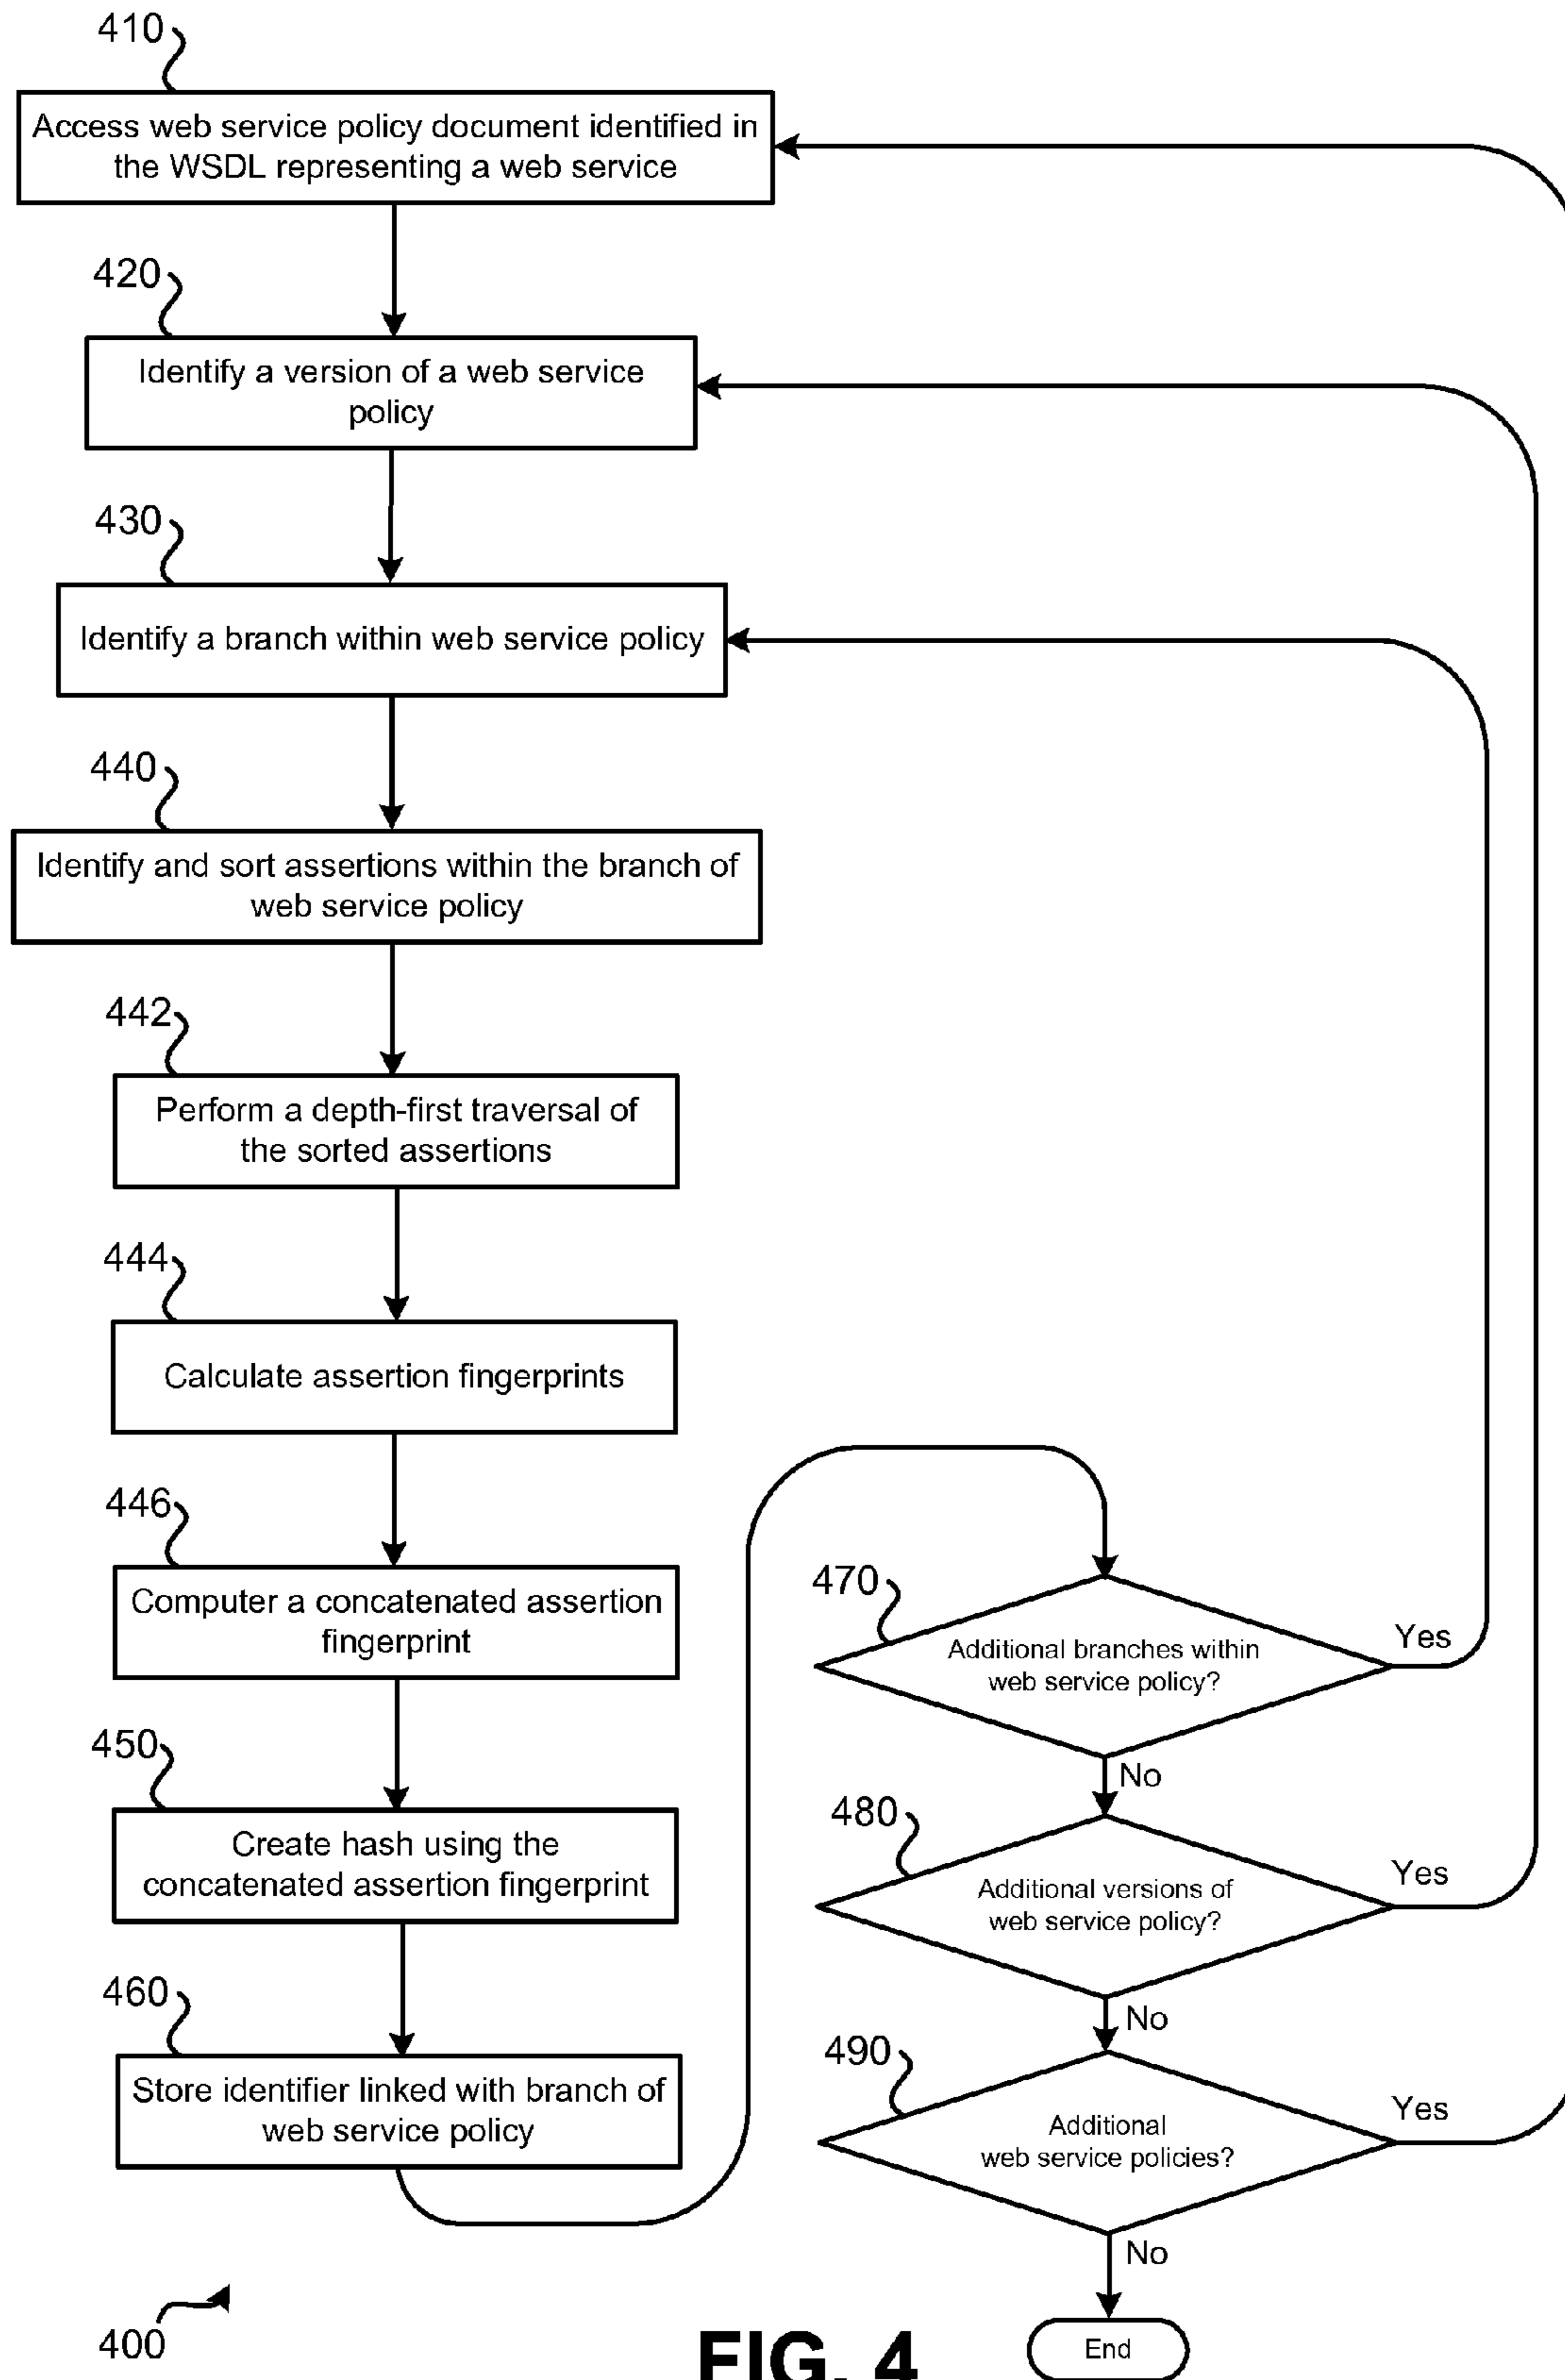 410
Access web service policy document identified in
the WSDL representing a web service
420
Identify a version of a web service
policy
430
Identify a branch within web service policy
440
Identify and sort assertions within the branch of
web service policy
442
Perform a depth-first traversal of
the sorted assertions
444
Calculate assertion fingerprints
446
Computer a concatenated assertion
fingerprint
450
Create hash using the
concatenated assertion fingerprint
460
Store identifier linked with branch of
web service policy
470
Additional branches within
web service policy?
Yes
No
480
Additional versions of
web service policy?
Yes
No
490
Additional
web service policies?
Yes
No
End
400
FIG. 4